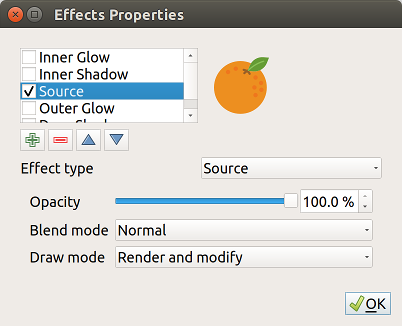 Effects Properties
Inner Glow
Inner Shadow
Source
Outer Glow
Effect type Source
Opacity 100.0 %
Blend mode Normal
Draw mode Render and modify
OK